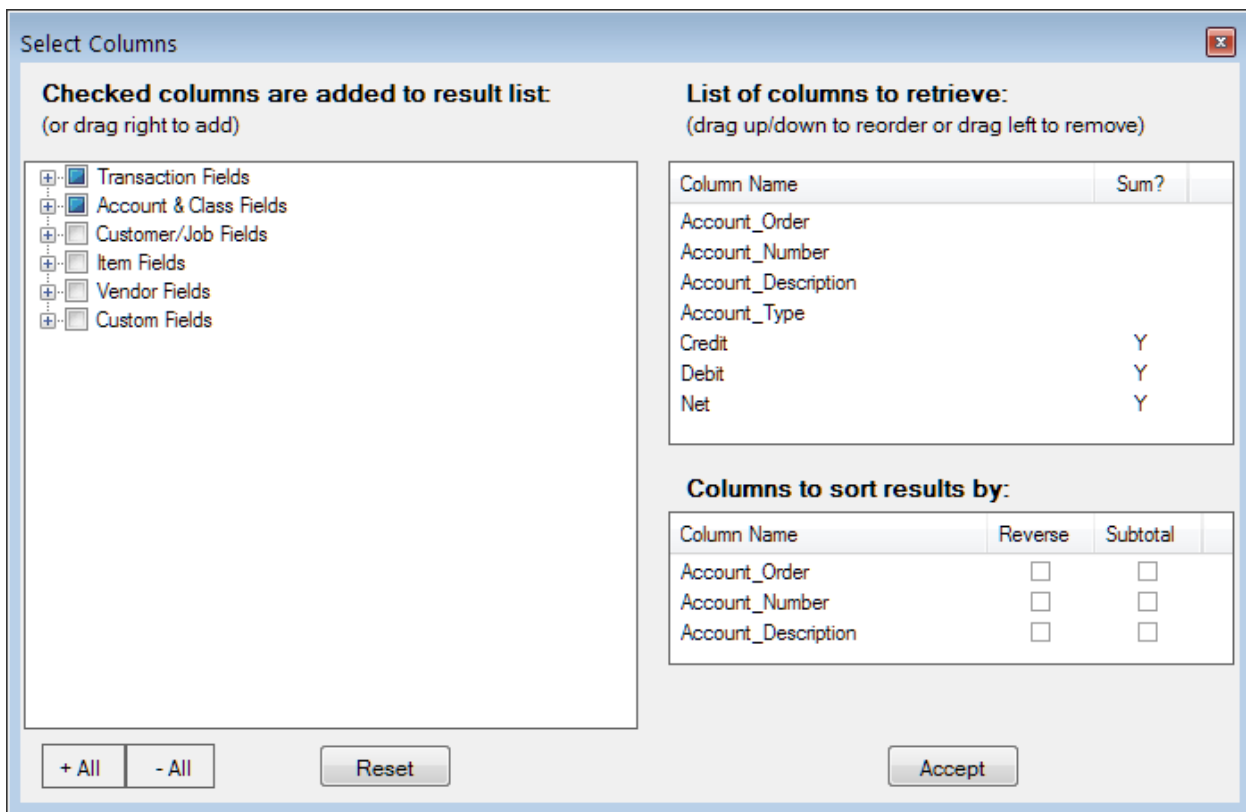 Select Columns
Checked columns are added to result list:
(or drag right to add)
Transaction Fields
Account & Class Fields
Customer/Job Fields
Item Fields
Vendor Fields
Custom Fields
+ All
- All
Reset
List of columns to retrieve:
(drag up/down to reorder or drag left to remove)
Column Name Sum?
Account_Order
Account_Number
Account_Description
Account_Type
Credit Y
Debit Y
Net Y
Columns to sort results by:
Column Name Reverse Subtotal
Account_Order
Account_Number
Account_Description
Accept